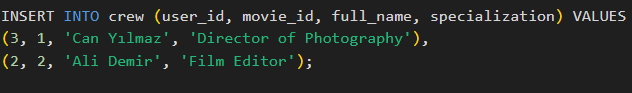 INSERT INTO crew (user_id, movie_id, full_name, specialization) VALUES
(3, 1, 'Can Yılmaz', 'Director of Photography'),
(2, 2, 'Ali Demir', 'Film Editor');